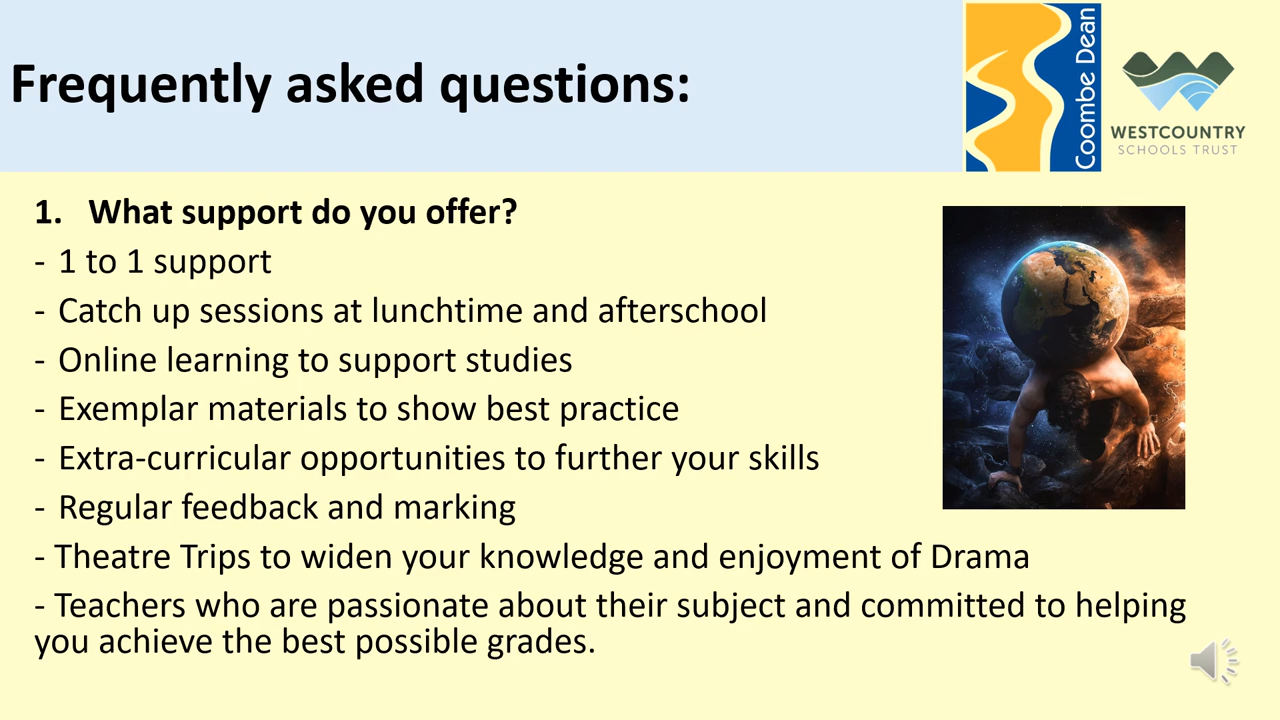 Frequently asked questions:
Coombe Dean
WESTCOUNTRY
SCHOOLS TRUST
1. What support do you offer?
- 1 to 1 support
- Catch up sessions at lunchtime and afterschool
- Online learning to support studies
- Exemplar materials to show best practice
- Extra-curricular opportunities to further your skills
- Regular feedback and marking
- Theatre Trips to widen your knowledge and enjoyment of Drama
- Teachers who are passionate about their subject and committed to helping
you achieve the best possible grades.